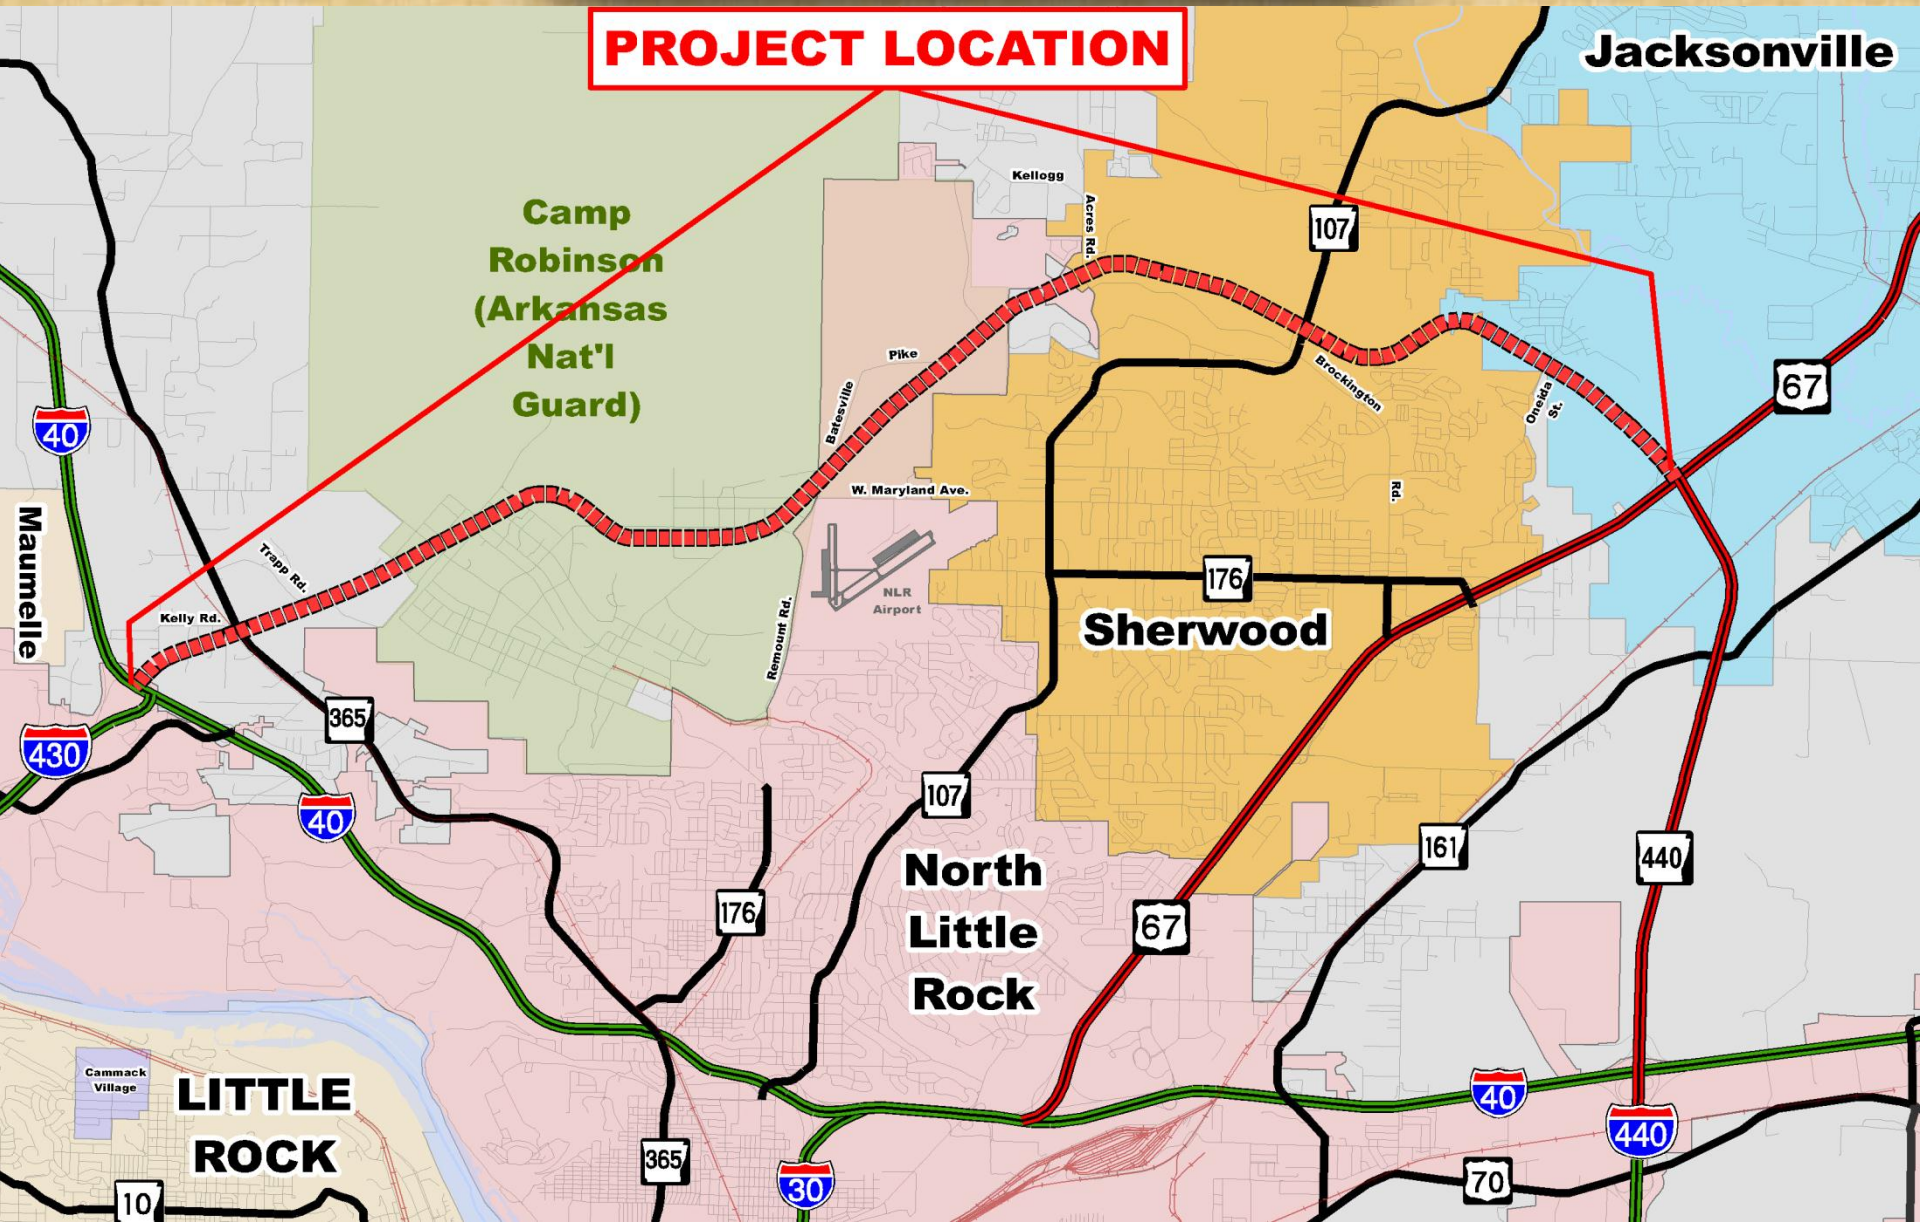 PROJECT LOCATION
Jacksonville
Kellogg
Acres Rd.
Camp
Robinson
(Arkansas
Nat'l
Guard)
107
Pike
Batesville
Brockington
Rd.
Oneida
St.
67
40
W. Maryland Ave.
Maumelle
Trapp Rd.
Kelly Rd.
NLR
Airport
Remount Rd.
176
Sherwood
365
430
40
107
161
440
North
Little
Rock
176
67
Cammack
Village
LITTLE
ROCK
40
440
365
30
70
10